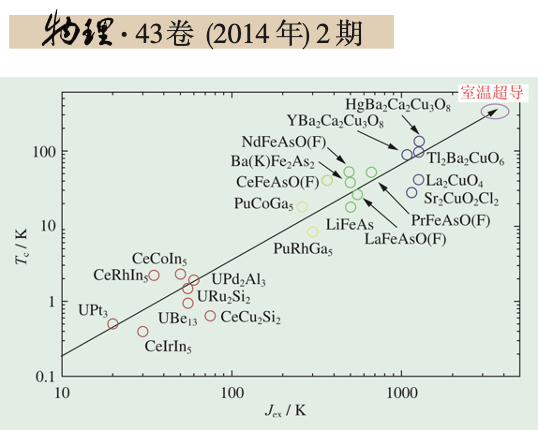 物理·43卷 (2014年) 2期
室温超导
HgBa₂Ca₂Cu₃O₈
YBa₂Ca₂Cu₃O₈
NdFeAsO(F)
Ba(K)Fe₂As₂
Tl₂Ba₂CuO₆
CeFeAsO(F)
La₂CuO₄
Sr₂CuO₂Cl₂
PuCoGa₅
PrFeAsO(F)
LiFeAs
LaFeAsO(F)
PuRhGa₅
CeCoIn₅
CeRhIn₅
UPd₂Al₃
URu₂Si₂
UPt₃
UBe₁₃
CeCu₂Si₂
CeIrIn₅
T_c / K
100
10
1
0.1
10
100
1000
J_ex / K